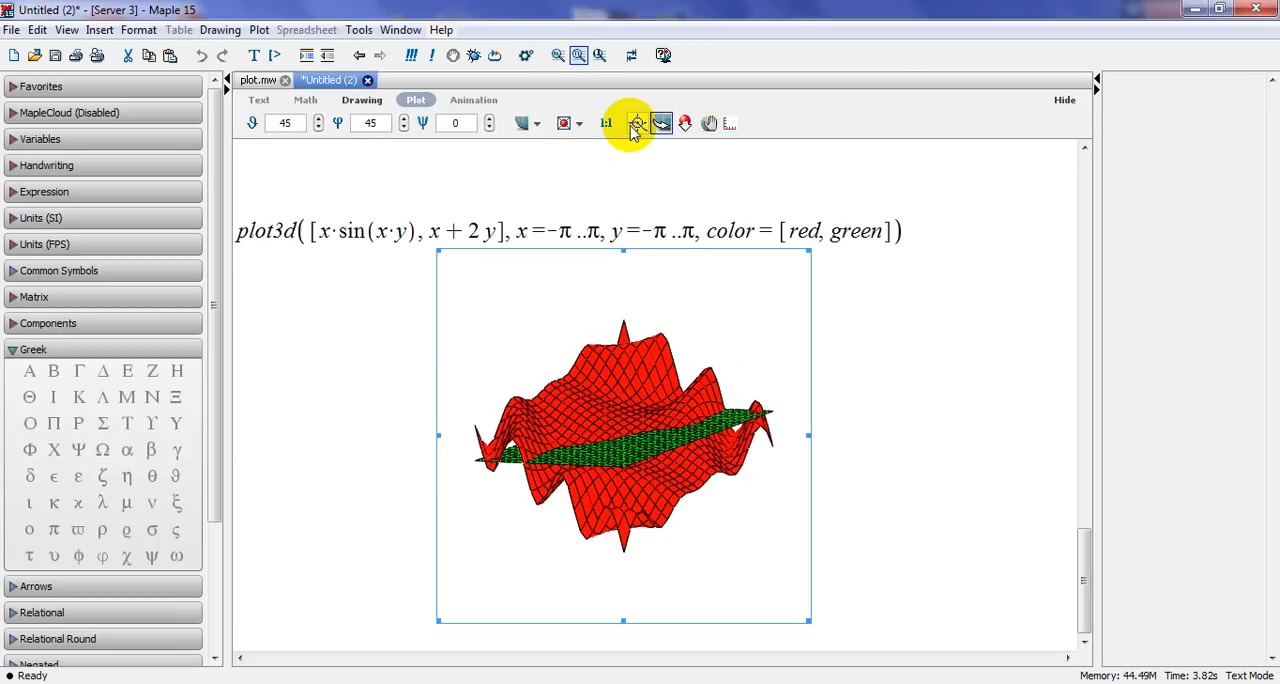 Untitled (2)* - [Server 3] - Maple 15
File Edit View Insert Format Table Drawing Plot Spreadsheet Tools Window Help
plot.mw *Untitled (2)
Text Math Drawing Plot Animation Hide
ϑ 45 φ 45 ψ 0 1:1
Favorites
MapleCloud (Disabled)
Variables
Handwriting
Expression
Units (SI)
Units (FPS)
Common Symbols
Matrix
Components
Greek
Α Β Γ Δ Ε Ζ Η
Θ Ι Κ Λ Μ Ν Ξ
Ο Π Ρ Σ Τ ϒ Υ
Φ Χ Ψ Ω α β γ
δ ϵ ε ζ η θ ϑ
ι κ ϰ λ μ ν ξ
ο π ϖ ρ ϱ σ ς
τ υ ϕ φ χ ψ ω
Arrows
Relational
Relational Round
Negated
plot3d([x·sin(x·y), x + 2 y], x=-π ..π, y=-π ..π, color = [red, green])
Ready
Memory: 44.49M Time: 3.82s Text Mode